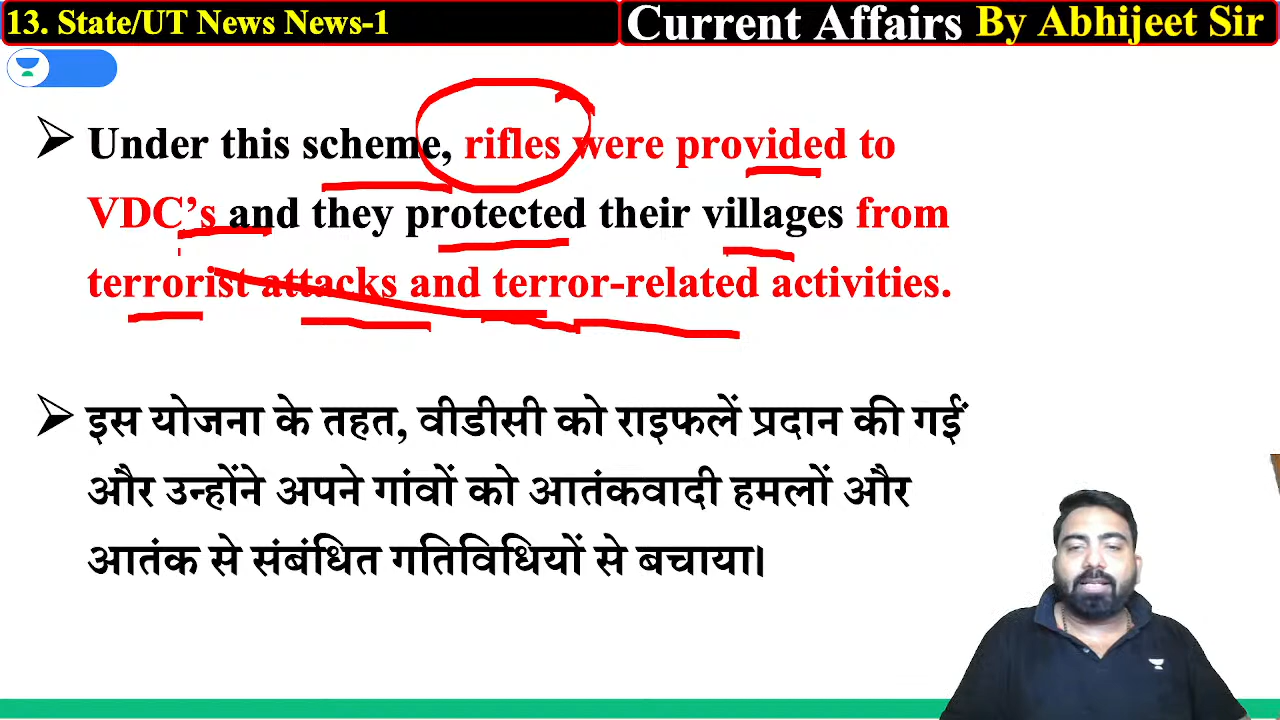 13. State/UT News News-1
Current Affairs By Abhijeet Sir
Under this scheme, rifles were provided to
VDC’s and they protected their villages from
terrorist attacks and terror-related activities.
इस योजना के तहत, वीडीसी को राइफलें प्रदान की गईं
और उन्होंने अपने गांवों को आतंकवादी हमलों और
आतंक से संबंधित गतिविधियों से बचाया।